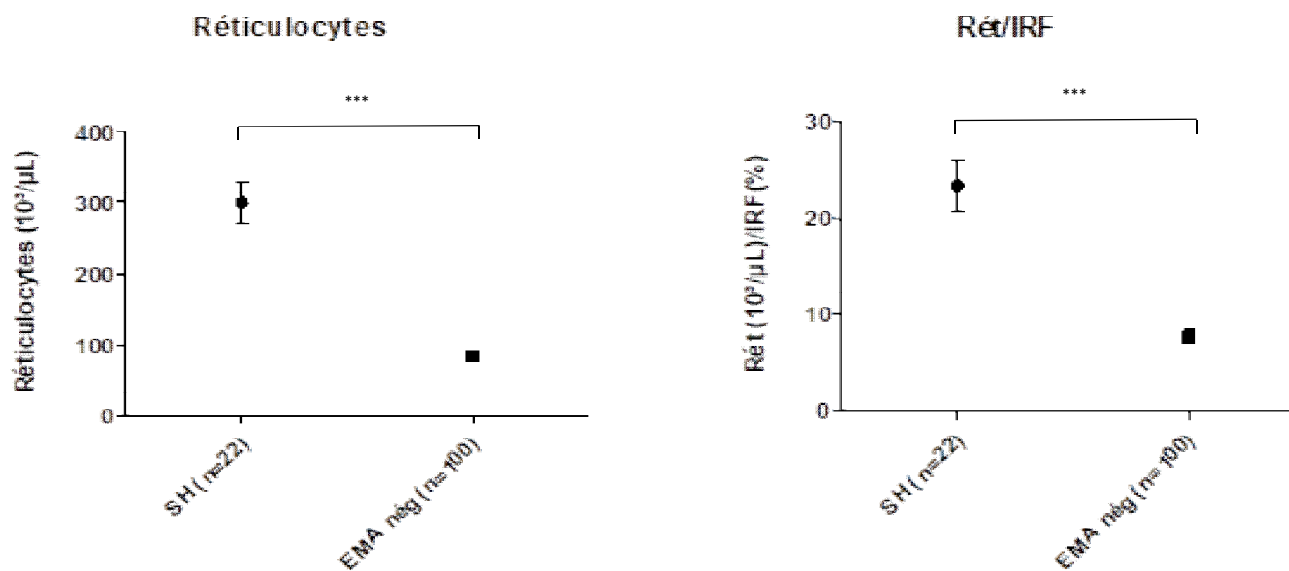 Réticulocytes
***
Réticulocytes (10³/µL)
400
300
200
100
0
SH (n=22)
EMA nég (n=100)
Rét/IRF
***
Rét (10³/µL)/IRF(%)
30
20
10
0
SH (n=22)
EMA nég (n=100)